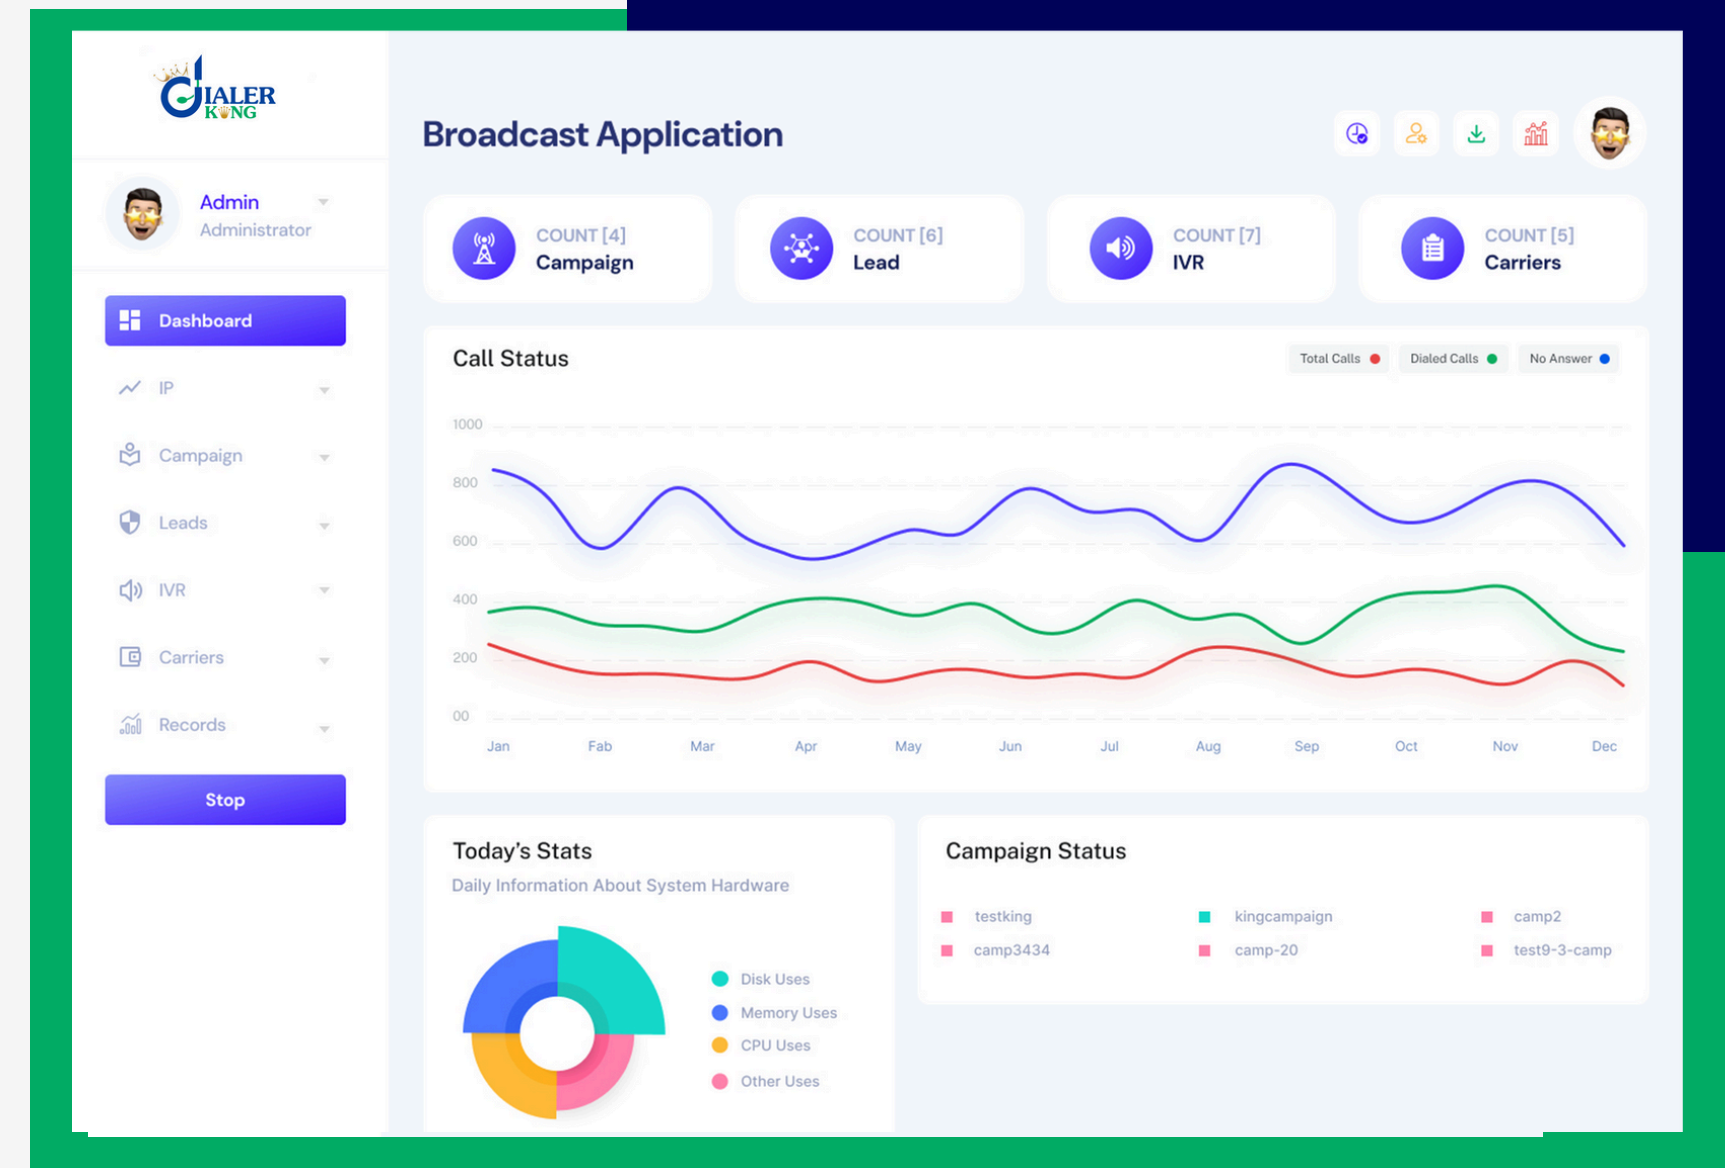 DIALER
KING
Broadcast Application
Admin
Administrator
COUNT [4]
Campaign
COUNT [6]
Lead
COUNT [7]
IVR
COUNT [5]
Carriers
Dashboard
IP
Campaign
Leads
IVR
Carriers
Records
Stop
Call Status
Total Calls
Dialed Calls
No Answer
1000
800
600
400
200
00
Jan Fab Mar Apr May Jun Jul Aug Sep Oct Nov Dec
Today's Stats
Daily Information About System Hardware
Disk Uses
Memory Uses
CPU Uses
Other Uses
Campaign Status
testking kingcampaign camp2
camp3434 camp-20 test9-3-camp